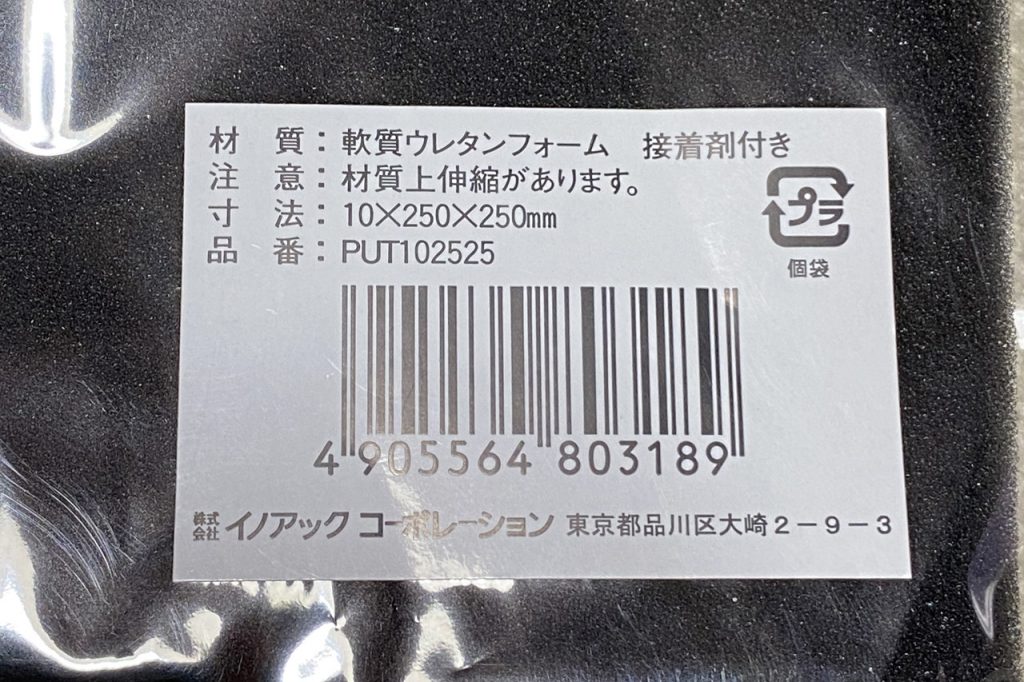 材 質：軟質ウレタンフォーム 接着剤付き
注 意：材質上伸縮があります。
寸 法：10×250×250mm
品 番：PUT102525
プラ
個袋
4 905564 803189
株式会社 イノアック コーポレーション 東京都品川区大崎2-9-3